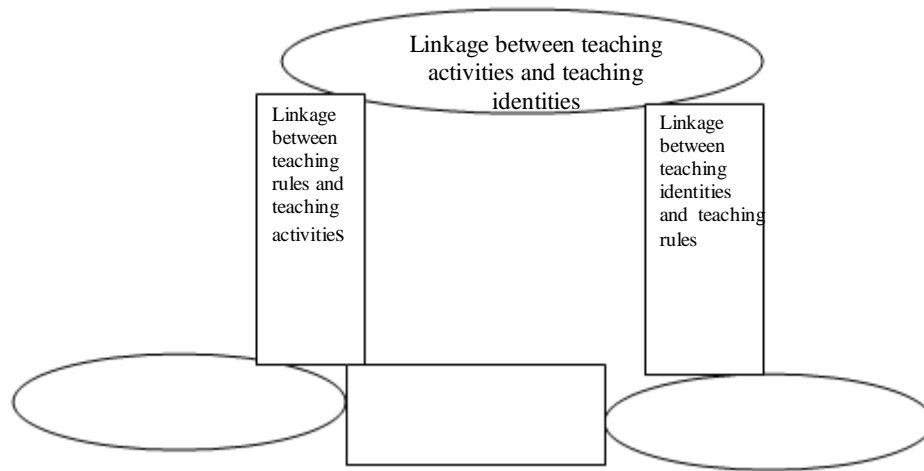 Linkage between teaching
activities and teaching
identities
Linkage
between
teaching
rules and
teaching
activities
Linkage
between
teaching
identities
and teaching
rules